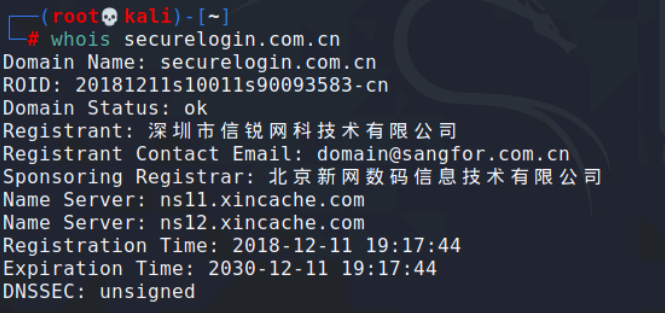 (root💀kali)-[~]
# whois securelogin.com.cn
Domain Name: securelogin.com.cn
ROID: 20181211s10011s90093583-cn
Domain Status: ok
Registrant: 深圳市信锐网科技术有限公司
Registrant Contact Email: domain@sangfor.com.cn
Sponsoring Registrar: 北京新网数码信息技术有限公司
Name Server: ns11.xincache.com
Name Server: ns12.xincache.com
Registration Time: 2018-12-11 19:17:44
Expiration Time: 2030-12-11 19:17:44
DNSSEC: unsigned